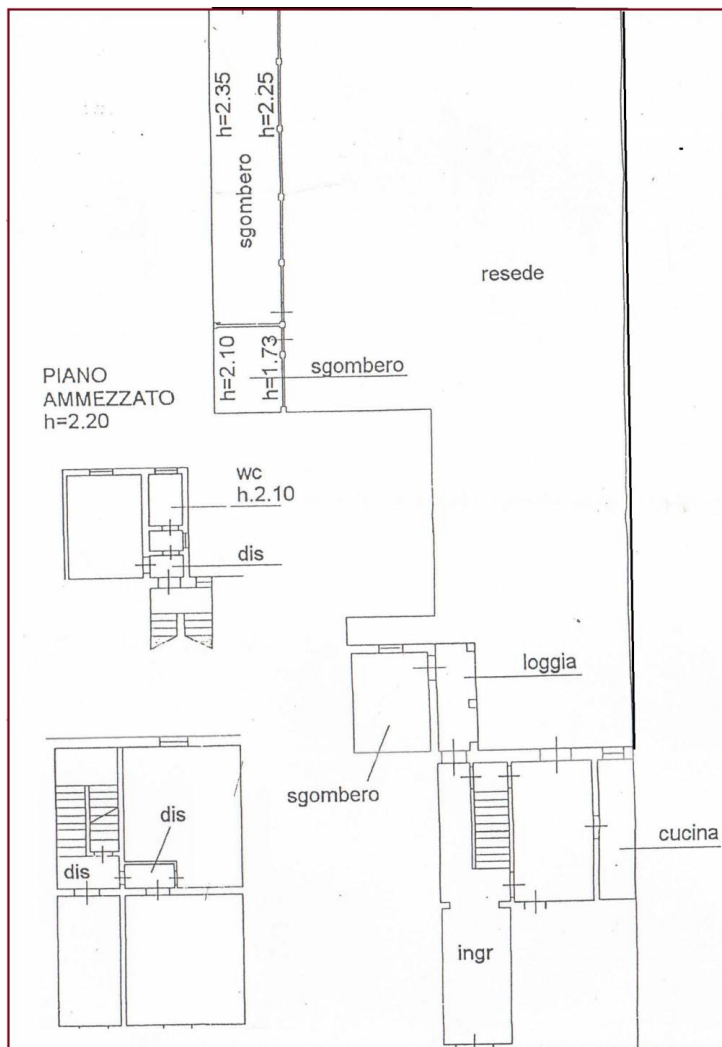 h=2.35
h=2.25
sgombero
resede
h=2.10
h=1.73
sgombero
PIANO
AMMEZZATO
h=2.20
wc
h.2.10
dis
loggia
sgombero
dis
dis
cucina
ingr